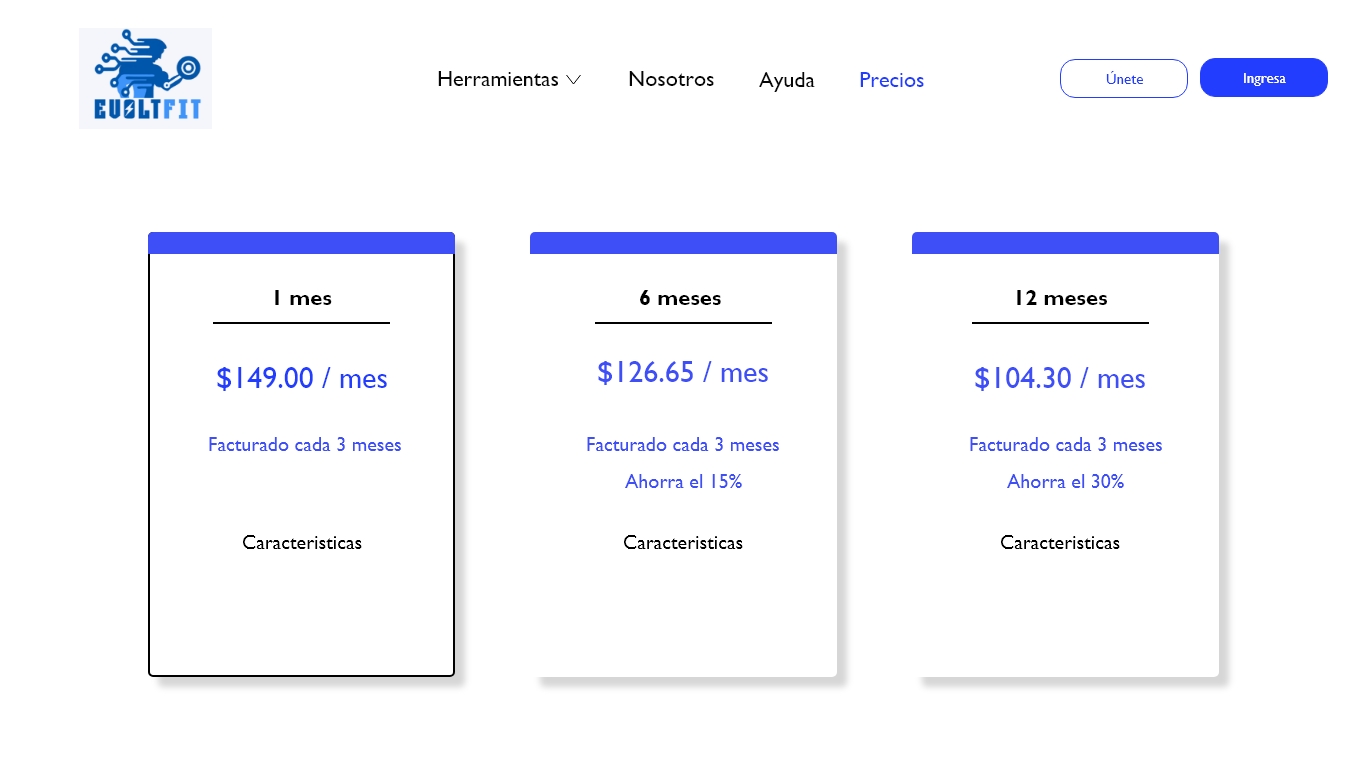 EVOLTFIT
Herramientas
Nosotros
Ayuda
Precios
Únete
Ingresa
1 mes
$149.00 / mes
Facturado cada 3 meses
Caracteristicas
6 meses
$126.65 / mes
Facturado cada 3 meses
Ahorra el 15%
Caracteristicas
12 meses
$104.30 / mes
Facturado cada 3 meses
Ahorra el 30%
Caracteristicas